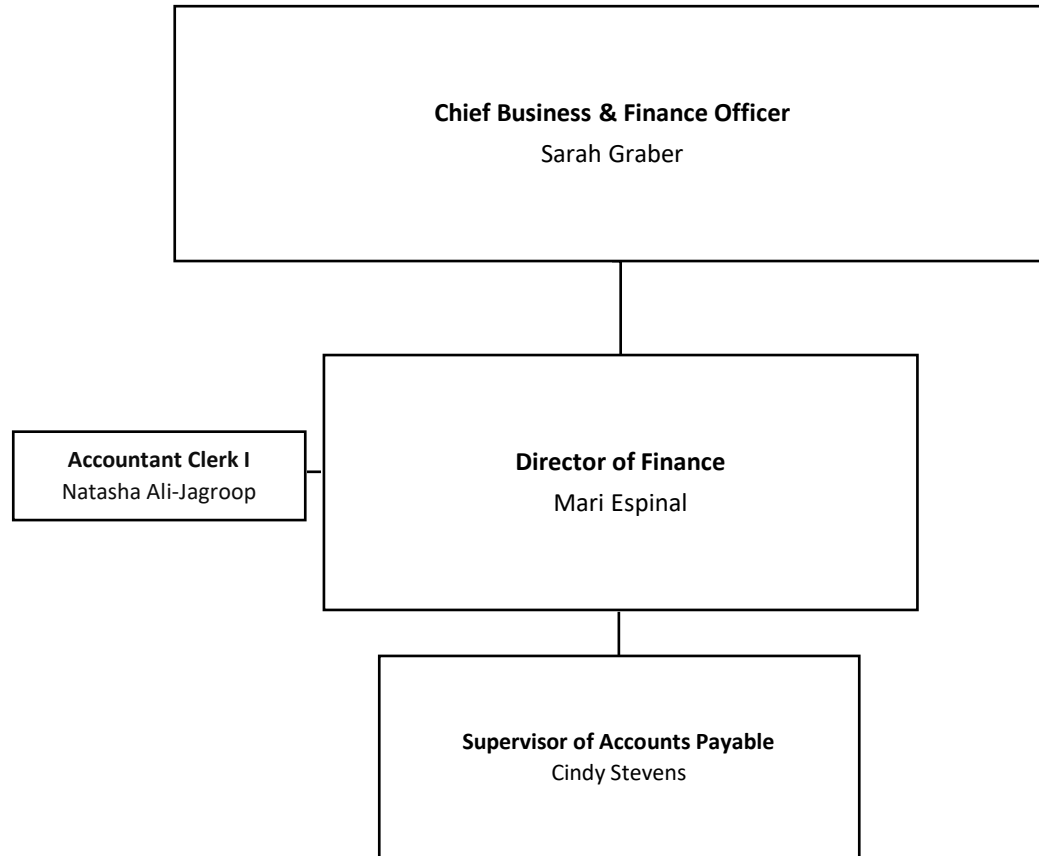 Chief Business & Finance Officer
Sarah Graber
Accountant Clerk I
Natasha Ali-Jagroop
Director of Finance
Mari Espinal
Supervisor of Accounts Payable
Cindy Stevens